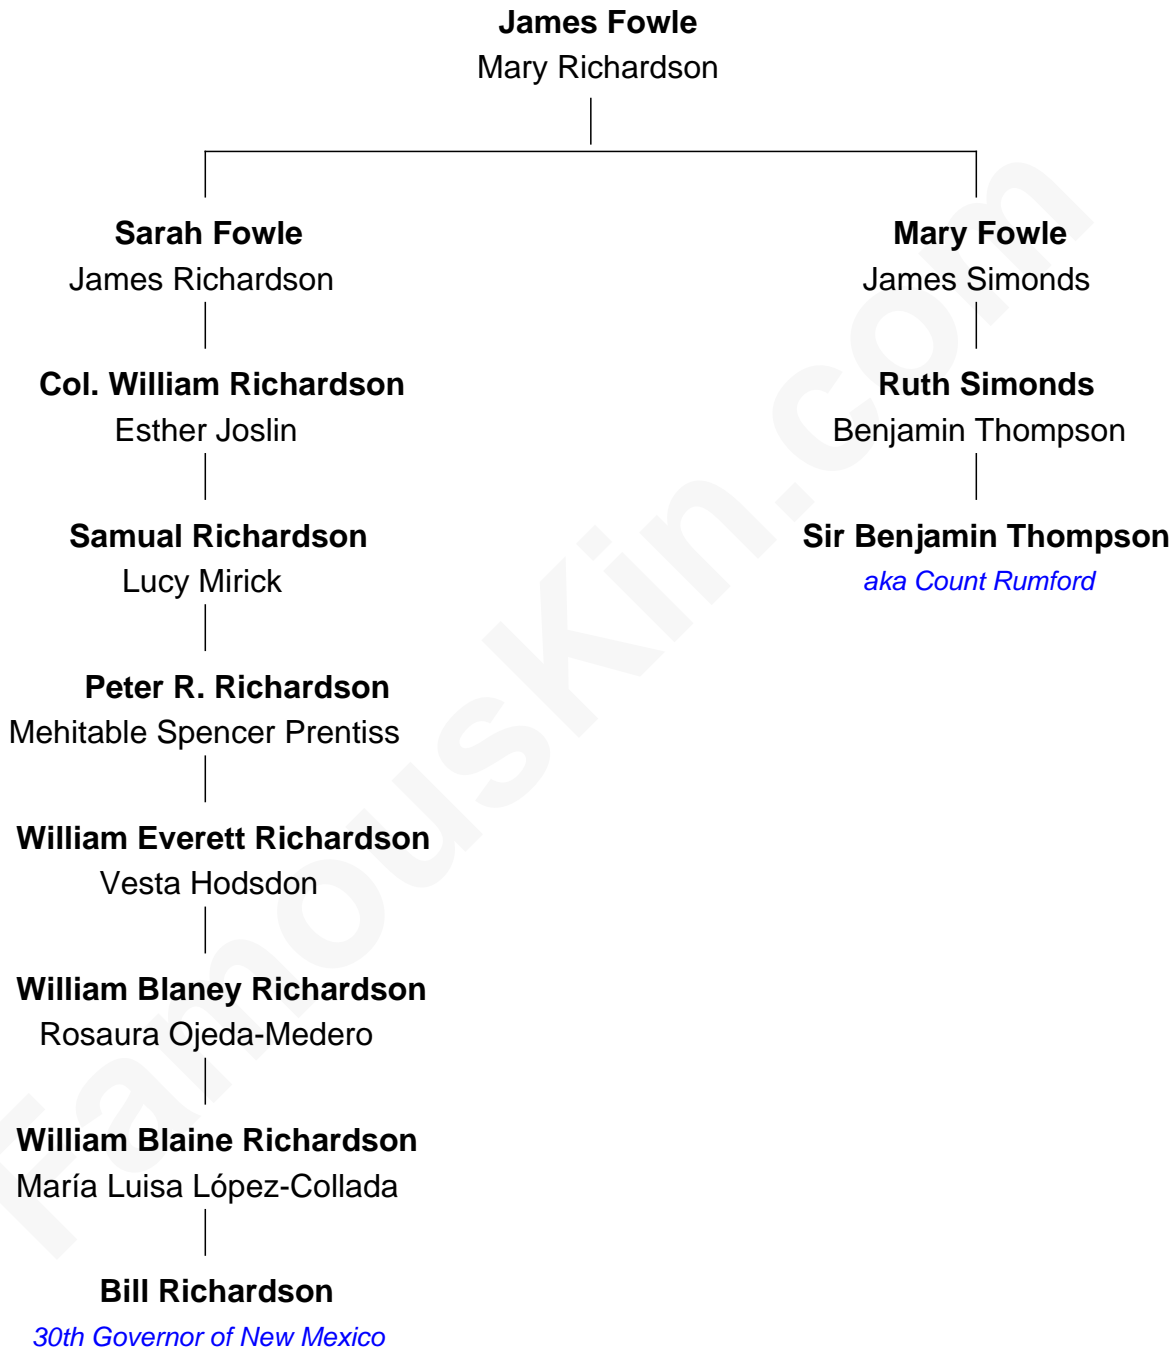 James Fowle
Mary Richardson
Sarah Fowle
James Richardson
Mary Fowle
James Simonds
Col. William Richardson
Esther Joslin
Ruth Simonds
Benjamin Thompson
Samual Richardson
Lucy Mirick
Sir Benjamin Thompson
aka Count Rumford
Peter R. Richardson
Mehitable Spencer Prentiss
William Everett Richardson
Vesta Hodsdon
William Blaney Richardson
Rosaura Ojeda-Medero
William Blaine Richardson
María Luisa López-Collada
Bill Richardson
30th Governor of New Mexico
FamousKin.com